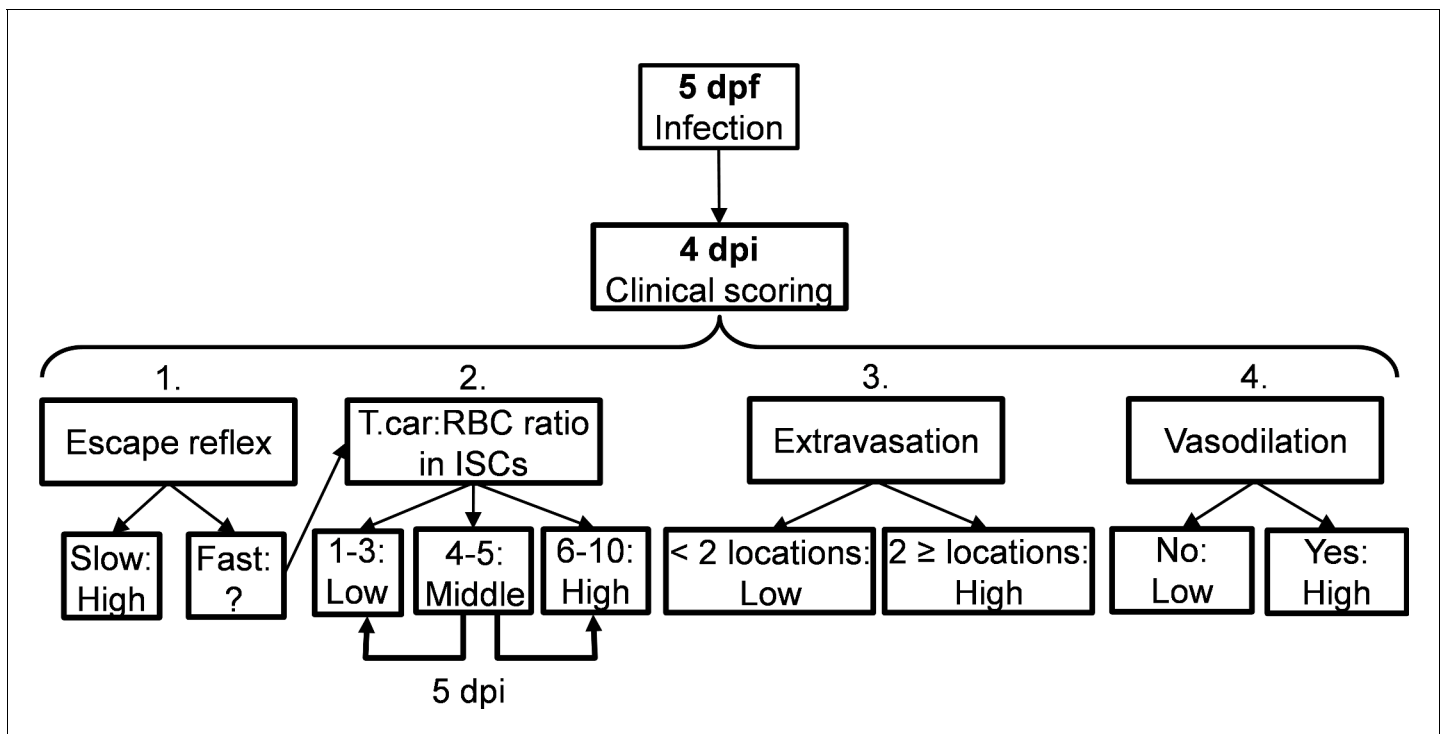 5 dpf
Infection
4 dpi
Clinical scoring
1.
Escape reflex
Slow:
High
Fast:
?
2.
T.car:RBC ratio
in ISCs
1-3:
Low
4-5:
Middle
6-10:
High
5 dpi
3.
Extravasation
< 2 locations:
Low
2 ≥ locations:
High
4.
Vasodilation
No:
Low
Yes:
High